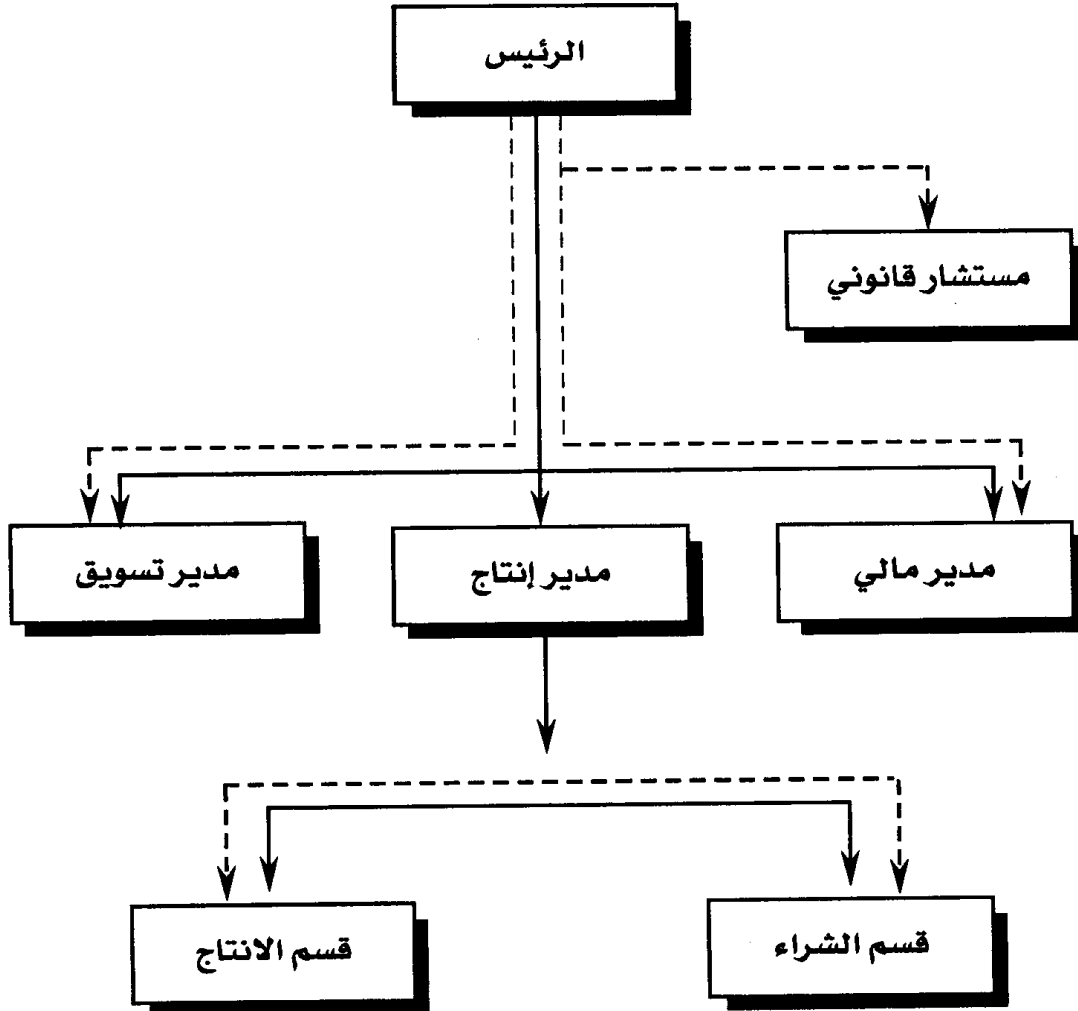 الرئيس
مستشار قانوني
مدير مالي
مدير إنتاج
مدير تسويق
قسم الشراء
قسم الانتاج